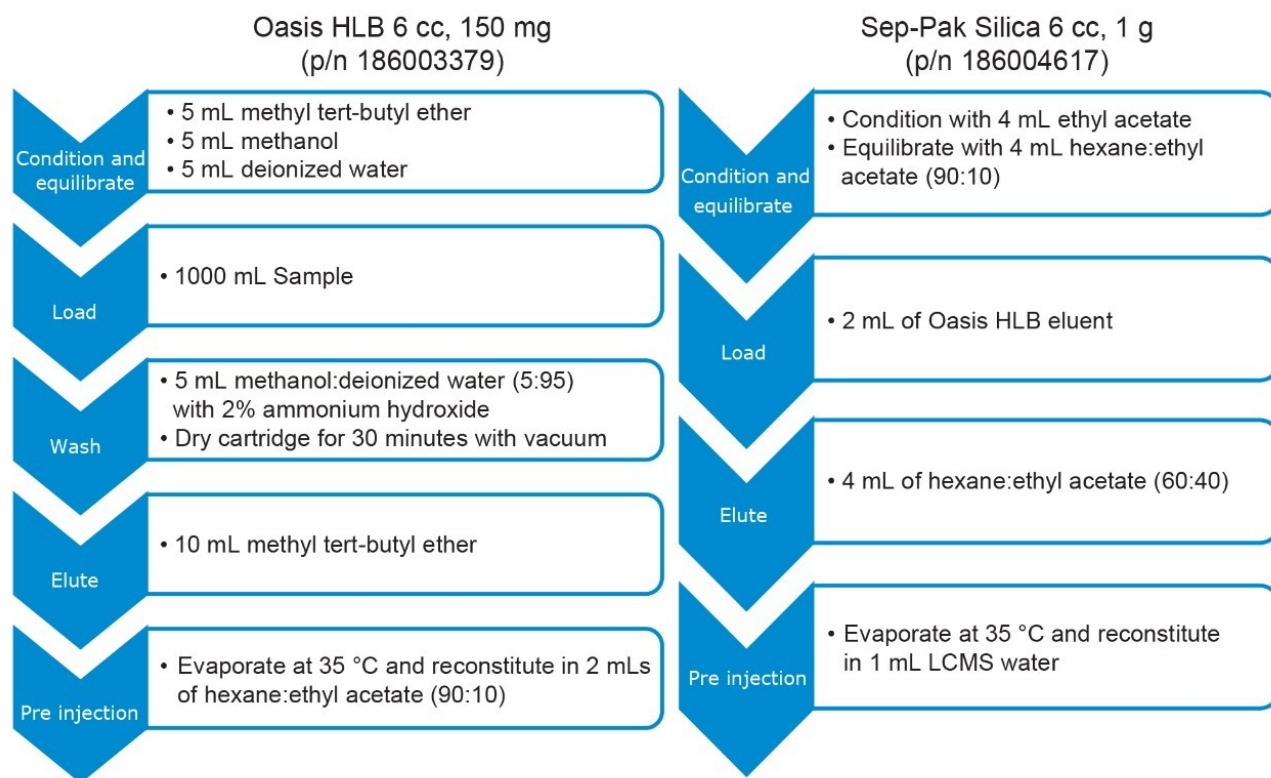 Oasis HLB 6 cc, 150 mg
(p/n 186003379)
Condition and
equilibrate
• 5 mL methyl tert-butyl ether
• 5 mL methanol
• 5 mL deionized water
Load
• 1000 mL Sample
Wash
• 5 mL methanol:deionized water (5:95)
with 2% ammonium hydroxide
• Dry cartridge for 30 minutes with vacuum
Elute
• 10 mL methyl tert-butyl ether
Pre injection
• Evaporate at 35 °C and reconstitute in 2 mLs
of hexane:ethyl acetate (90:10)
Sep-Pak Silica 6 cc, 1 g
(p/n 186004617)
Condition and
equilibrate
• Condition with 4 mL ethyl acetate
• Equilibrate with 4 mL hexane:ethyl
acetate (90:10)
Load
• 2 mL of Oasis HLB eluent
Elute
• 4 mL of hexane:ethyl acetate (60:40)
Pre injection
• Evaporate at 35 °C and reconstitute
in 1 mL LCMS water